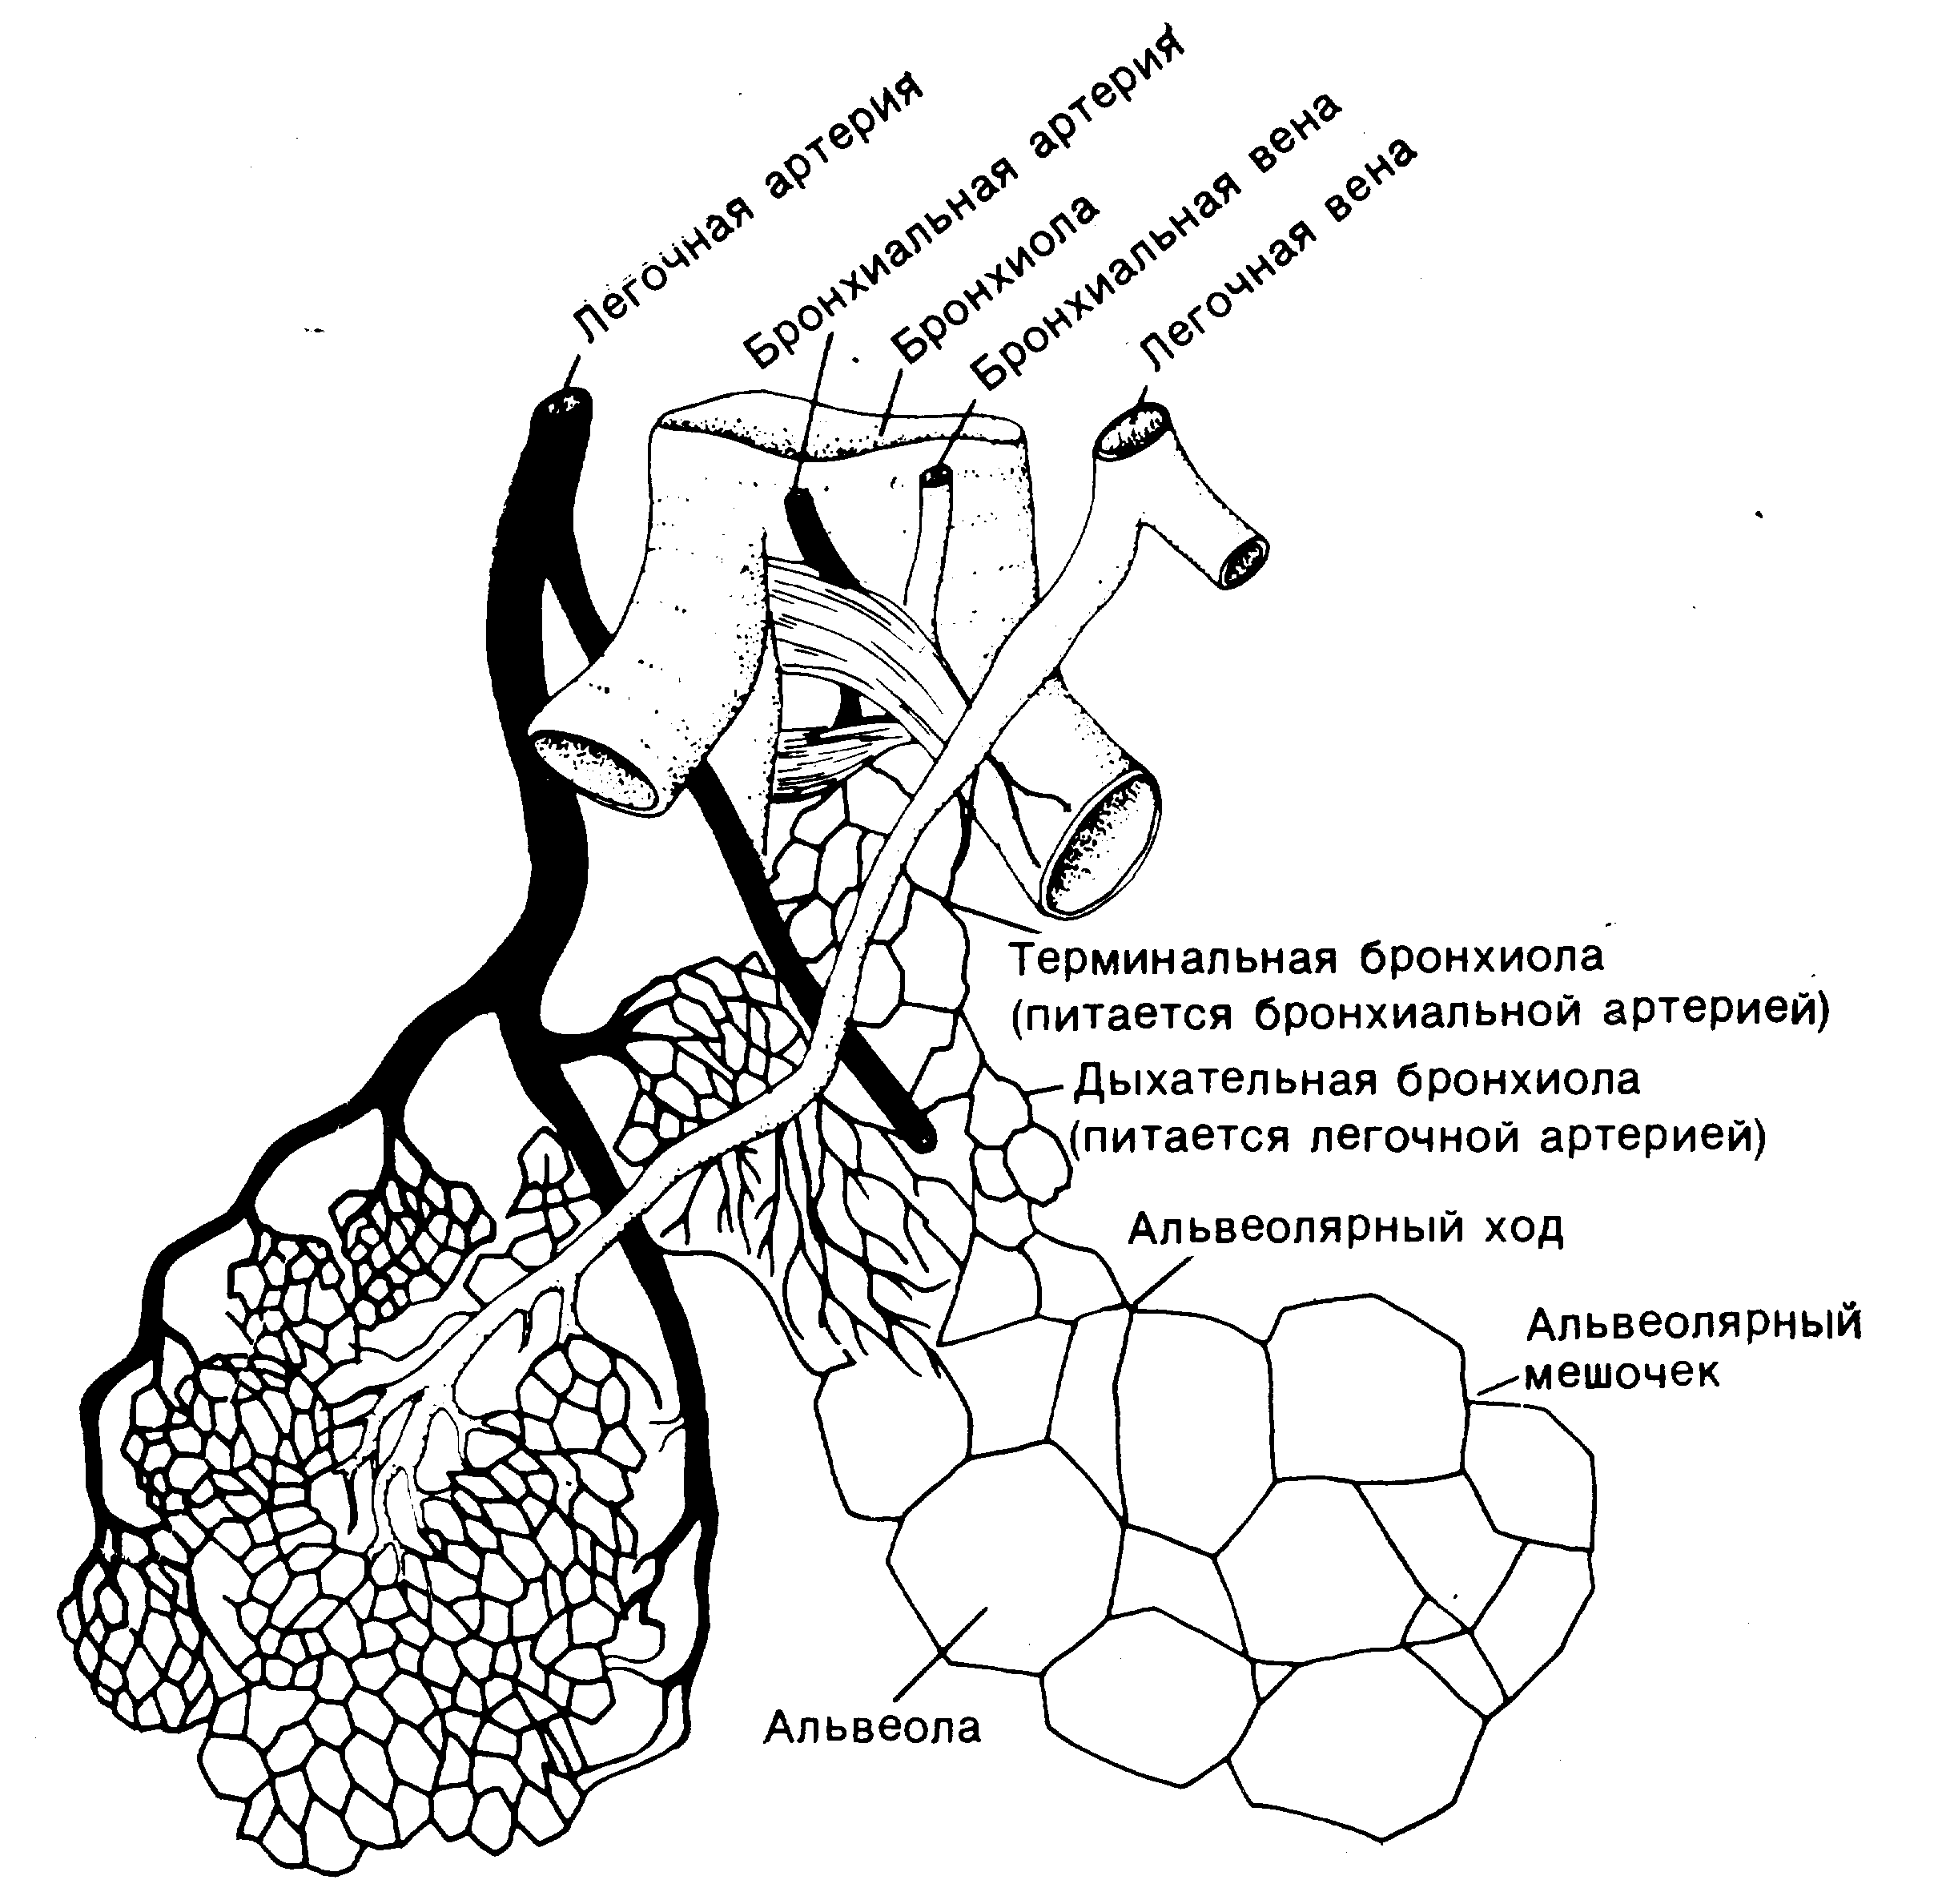 Легочная артерия
Бронхиальная артерия
Бронхиола
Бронхиальная вена
Легочная вена
Терминальная бронхиола
(питается бронхиальной артерией)
Дыхательная бронхиола
(питается легочной артерией)
Альвеолярный ход
Альвеолярный
мешочек
Альвеола